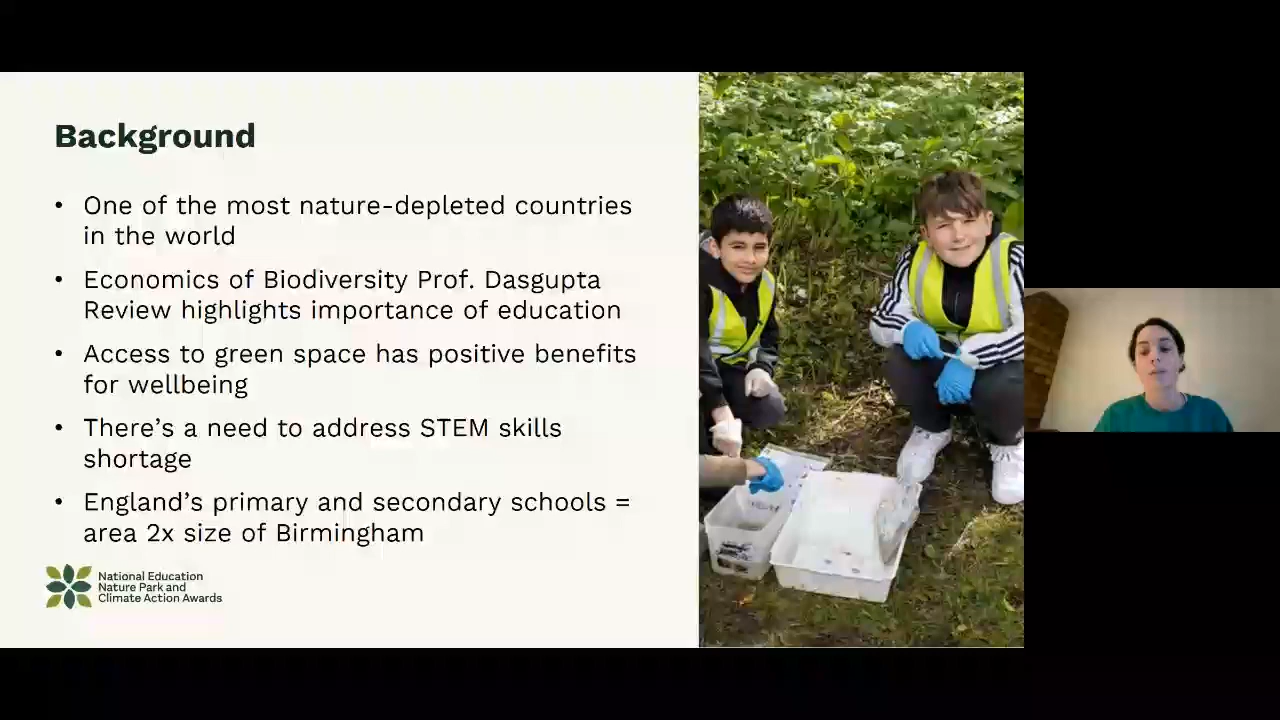 Background
• One of the most nature-depleted countries
in the world
• Economics of Biodiversity Prof. Dasgupta
Review highlights importance of education
• Access to green space has positive benefits
for wellbeing
• There’s a need to address STEM skills
shortage
• England’s primary and secondary schools =
area 2x size of Birmingham
National Education
Nature Park and
Climate Action Awards